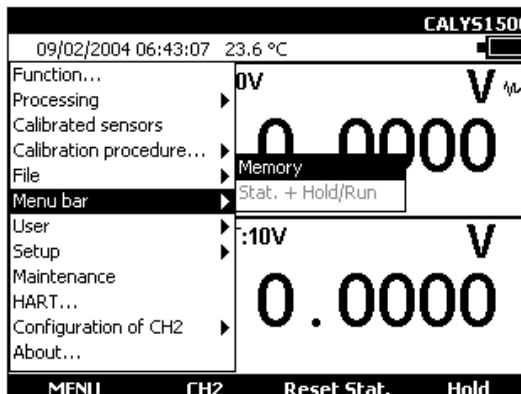 CALYS1500
09/02/2004 06:43:07 23.6 °C
Function...
Processing
Calibrated sensors
Calibration procedure...
File
Menu bar
User
Setup
Maintenance
HART...
Configuration of CH2
About...
Memory
Stat. + Hold/Run
0V
V
0.0000
:10V
V
0.0000
MENU CH2 Reset Stat. Hold